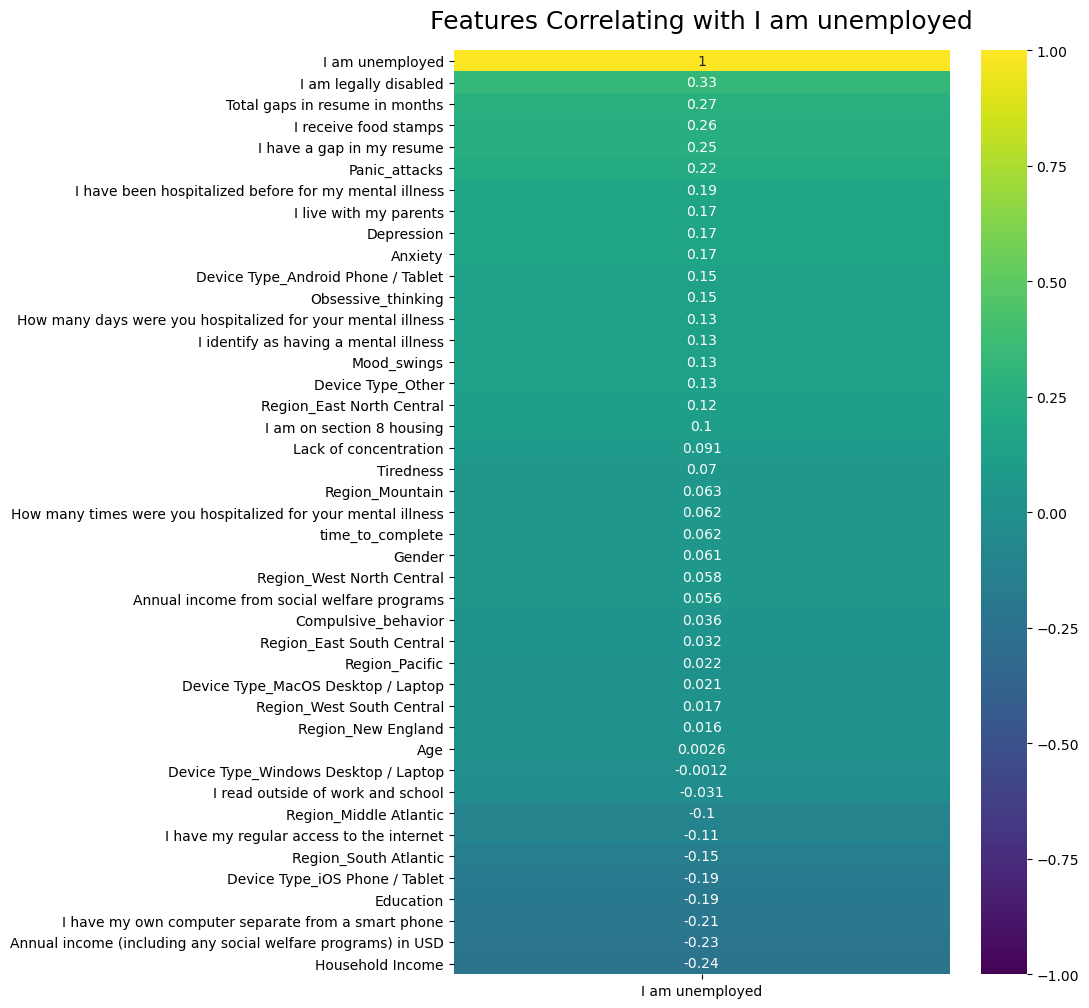 Features Correlating with I am unemployed
I am unemployed 1
I am legally disabled 0.33
Total gaps in resume in months 0.27
I receive food stamps 0.26
I have a gap in my resume 0.25
Panic_attacks 0.22
I have been hospitalized before for my mental illness 0.19
I live with my parents 0.17
Depression 0.17
Anxiety 0.17
Device Type_Android Phone / Tablet 0.15
Obsessive_thinking 0.15
How many days were you hospitalized for your mental illness 0.13
I identify as having a mental illness 0.13
Mood_swings 0.13
Device Type_Other 0.13
Region_East North Central 0.12
I am on section 8 housing 0.1
Lack of concentration 0.091
Tiredness 0.07
Region_Mountain 0.063
How many times were you hospitalized for your mental illness 0.062
time_to_complete 0.062
Gender 0.061
Region_West North Central 0.058
Annual income from social welfare programs 0.056
Compulsive_behavior 0.036
Region_East South Central 0.032
Region_Pacific 0.022
Device Type_MacOS Desktop / Laptop 0.021
Region_West South Central 0.017
Region_New England 0.016
Age 0.0026
Device Type_Windows Desktop / Laptop -0.0012
I read outside of work and school -0.031
Region_Middle Atlantic -0.1
I have my regular access to the internet -0.11
Region_South Atlantic -0.15
Device Type_iOS Phone / Tablet -0.19
Education -0.19
I have my own computer separate from a smart phone -0.21
Annual income (including any social welfare programs) in USD -0.23
Household Income -0.24
I am unemployed
1.00
0.75
0.50
0.25
0.00
−0.25
−0.50
−0.75
−1.00